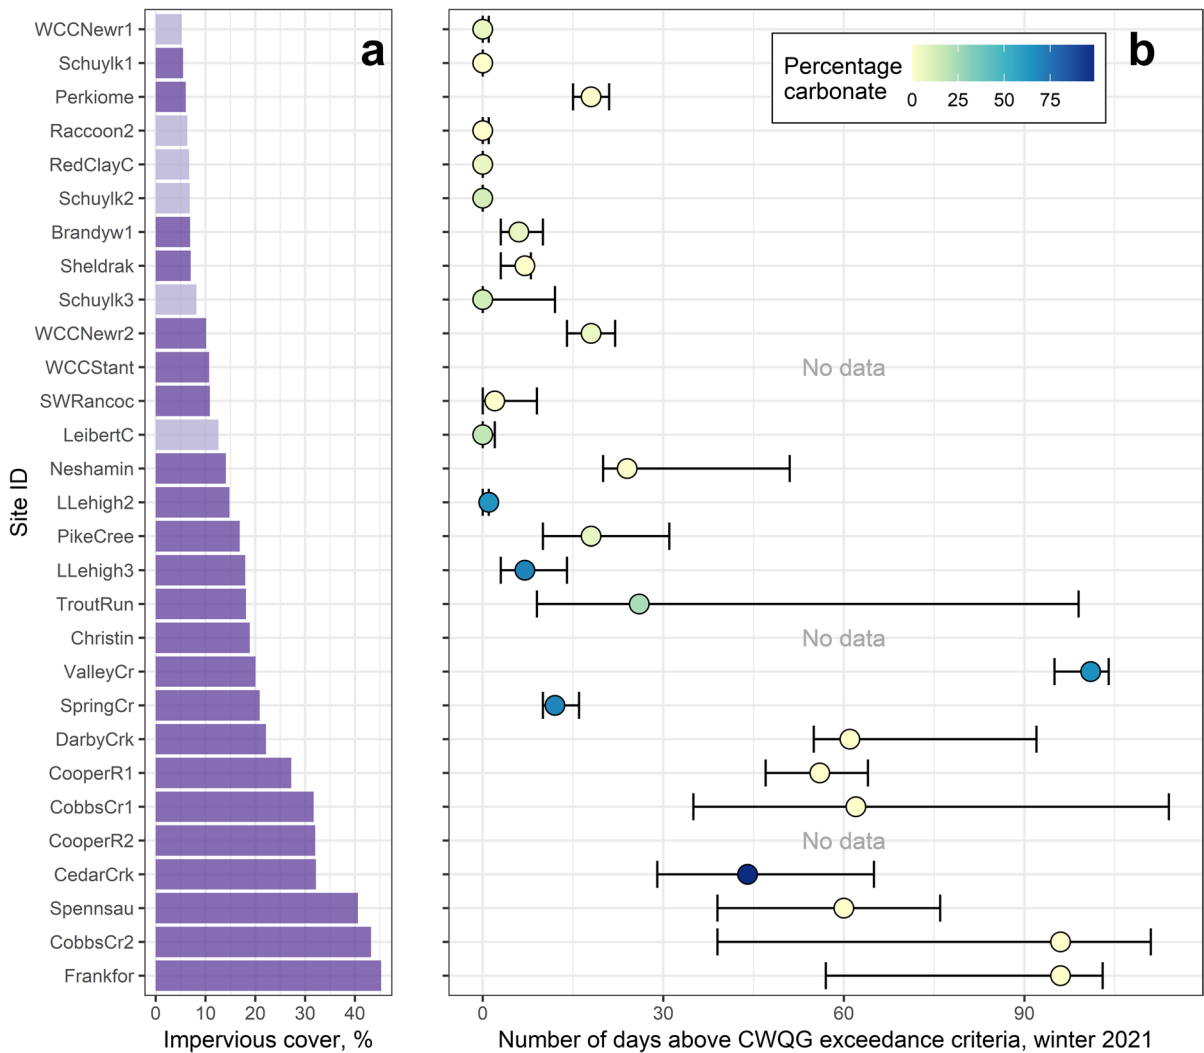 a
b
Percentage
carbonate
0 25 50 75
WCCNewr1
Schuylk1
Perkiome
Raccoon2
RedClayC
Schuylk2
Brandyw1
Sheldrak
Schuylk3
WCCNewr2
WCCStant
No data
SWRancoc
LeibertC
Neshamin
LLehigh2
PikeCree
LLehigh3
TroutRun
Christin
No data
ValleyCr
SpringCr
DarbyCrk
CooperR1
CobbsCr1
CooperR2
No data
CedarCrk
Spennsau
CobbsCr2
Frankfor
Site ID
0 10 20 30 40
Impervious cover, %
0 30 60 90
Number of days above CWQG exceedance criteria, winter 2021